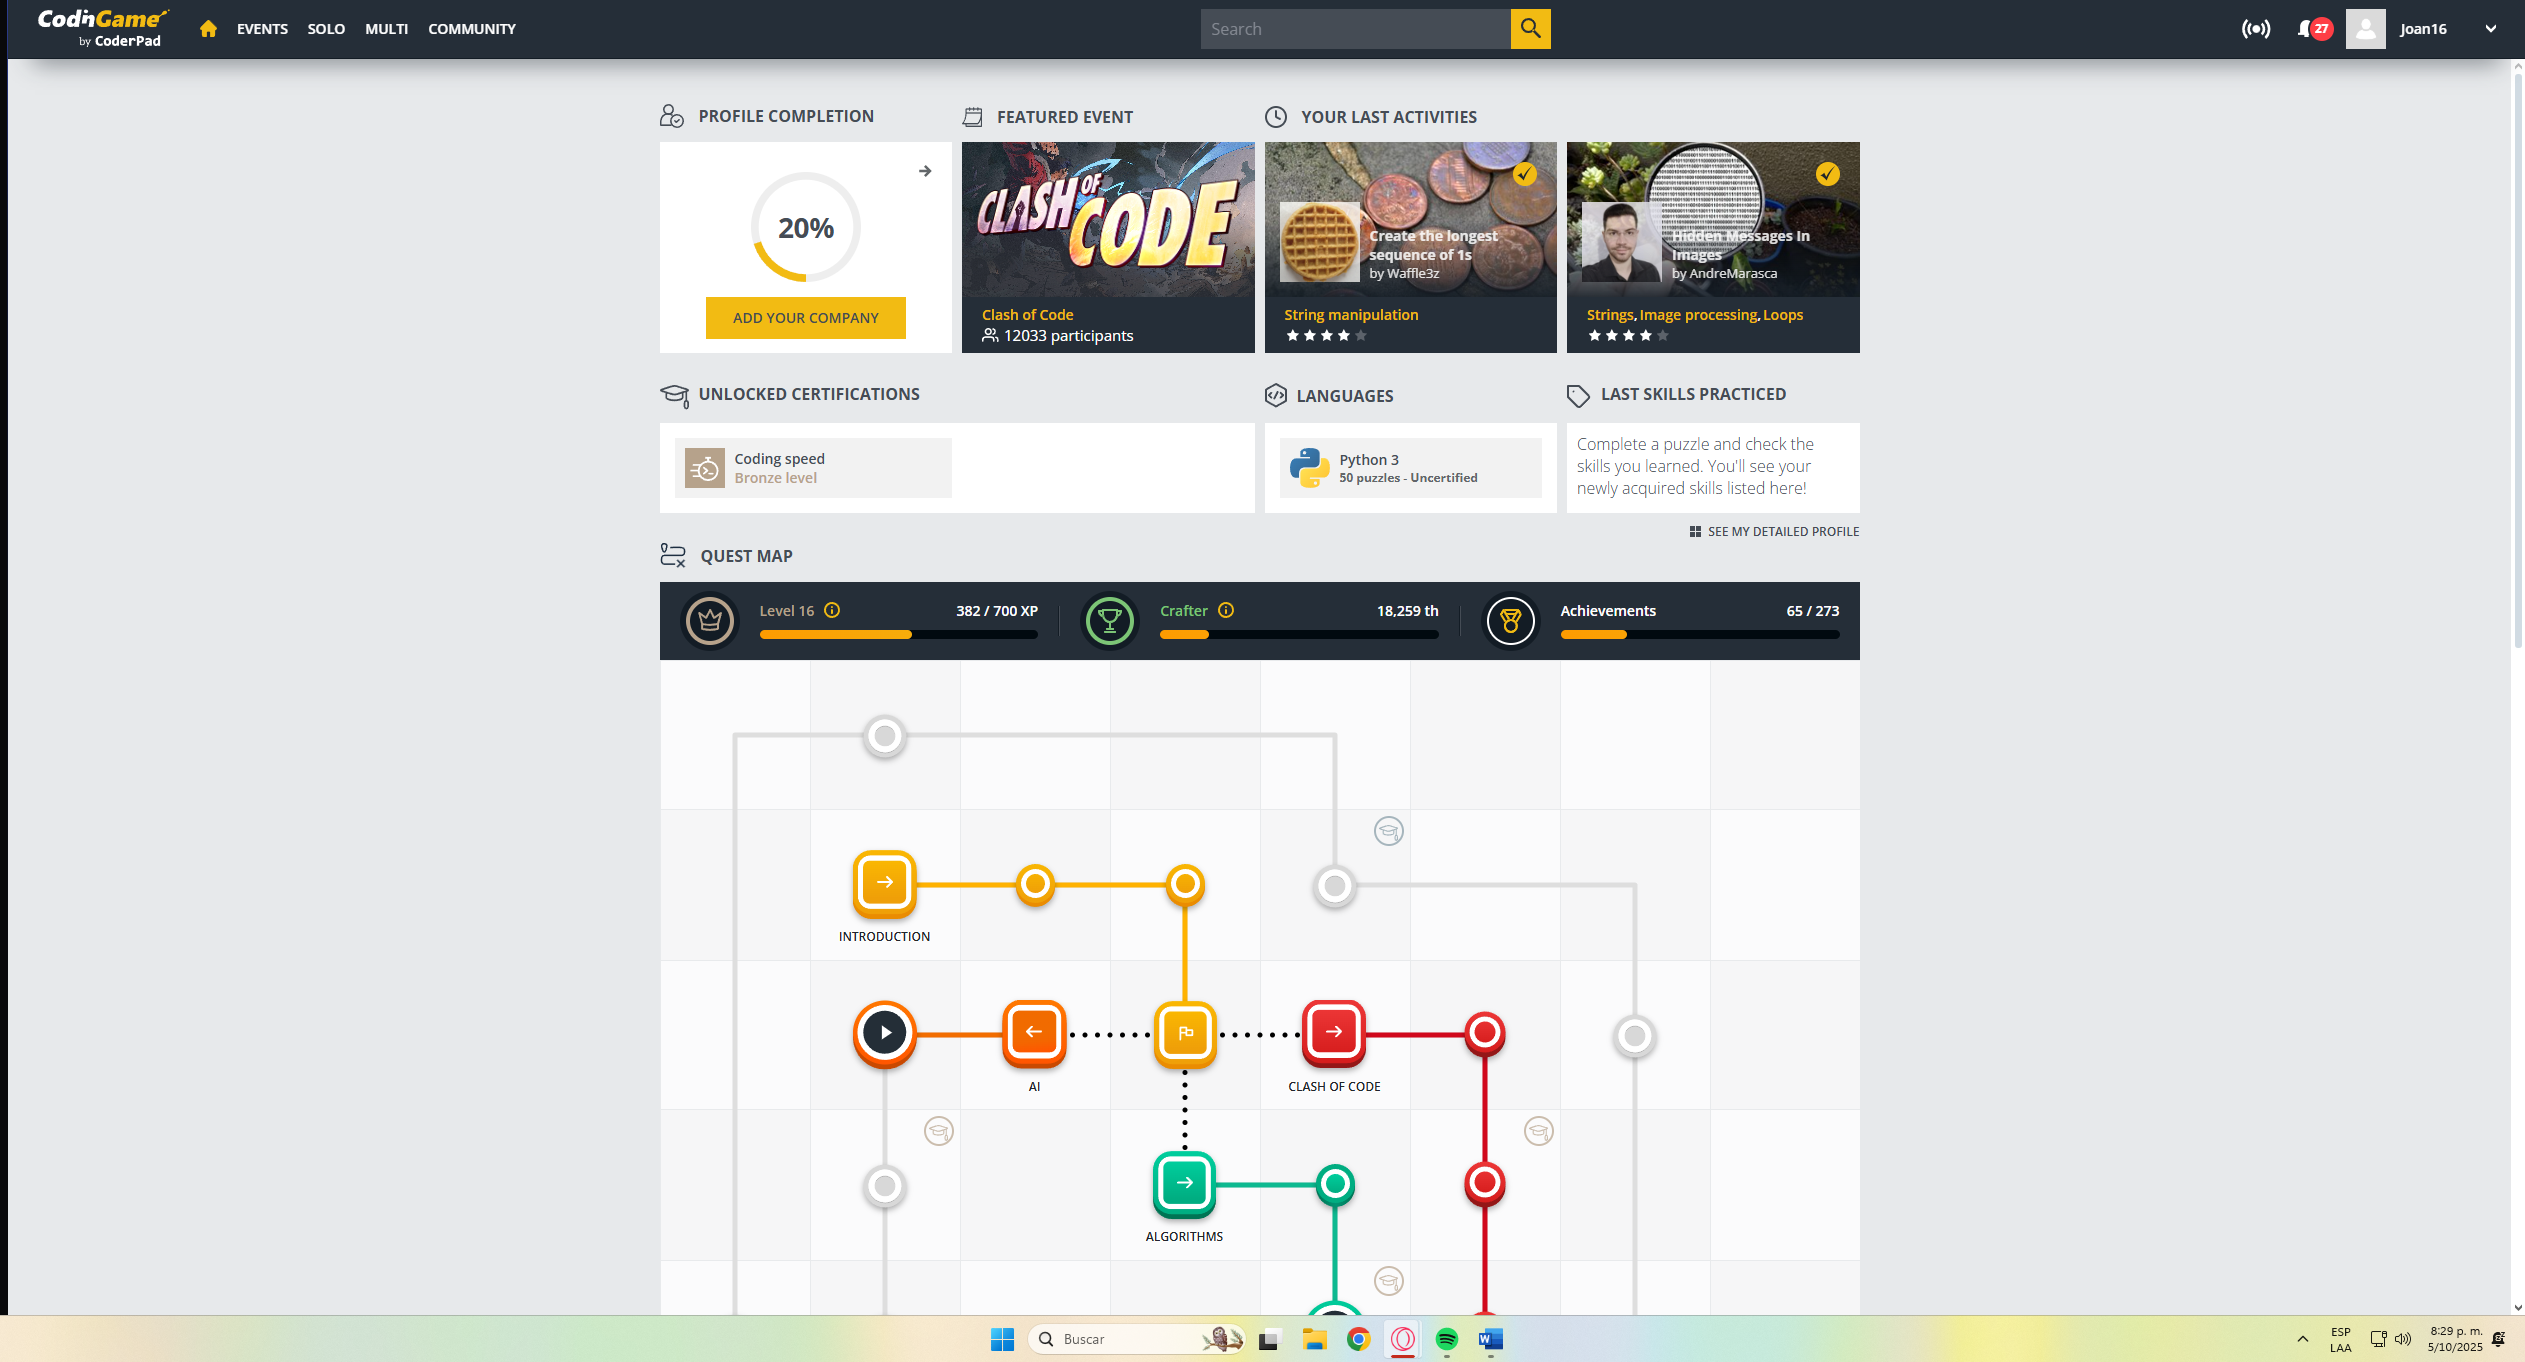 CodinGame
by CoderPad
EVENTS SOLO MULTI COMMUNITY
Search
27
Joan16
PROFILE COMPLETION
20%
ADD YOUR COMPANY
FEATURED EVENT
CLASH OF CODE
Clash of Code
12033 participants
YOUR LAST ACTIVITIES
Create the longest
sequence of 1s
by Waffle3z
String manipulation
Hidden Messages In
Images
by AndreMarasca
Strings, Image processing, Loops
UNLOCKED CERTIFICATIONS
Coding speed
Bronze level
LANGUAGES
Python 3
50 puzzles - Uncertified
LAST SKILLS PRACTICED
Complete a puzzle and check the
skills you learned. You'll see your
newly acquired skills listed here!
SEE MY DETAILED PROFILE
QUEST MAP
Level 16 382 / 700 XP
Crafter 18,259 th
Achievements 65 / 273
INTRODUCTION
AI
CLASH OF CODE
ALGORITHMS
Buscar
ESP
LAA
8:29 p. m.
5/10/2025